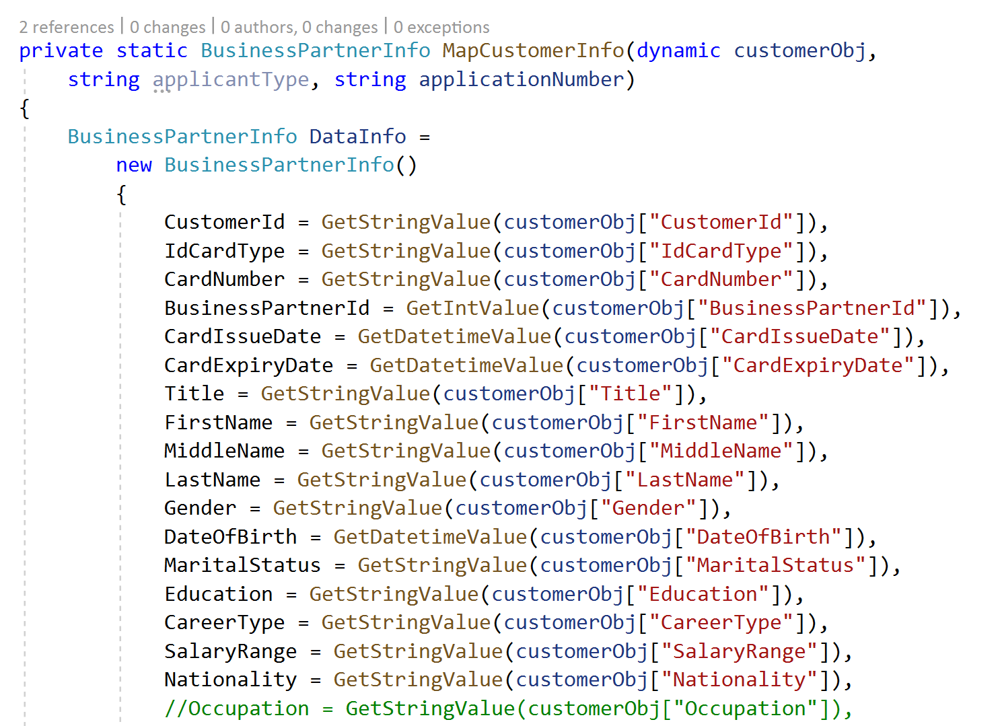 2 references | 0 changes | 0 authors, 0 changes | 0 exceptions
private static BusinessPartnerInfo MapCustomerInfo(dynamic customerObj,
    string applicantType, string applicationNumber)
{
    BusinessPartnerInfo DataInfo =
        new BusinessPartnerInfo()
        {
            CustomerId = GetStringValue(customerObj["CustomerId"]),
            IdCardType = GetStringValue(customerObj["IdCardType"]),
            CardNumber = GetStringValue(customerObj["CardNumber"]),
            BusinessPartnerId = GetIntValue(customerObj["BusinessPartnerId"]),
            CardIssueDate = GetDatetimeValue(customerObj["CardIssueDate"]),
            CardExpiryDate = GetDatetimeValue(customerObj["CardExpiryDate"]),
            Title = GetStringValue(customerObj["Title"]),
            FirstName = GetStringValue(customerObj["FirstName"]),
            MiddleName = GetStringValue(customerObj["MiddleName"]),
            LastName = GetStringValue(customerObj["LastName"]),
            Gender = GetStringValue(customerObj["Gender"]),
            DateOfBirth = GetDatetimeValue(customerObj["DateOfBirth"]),
            MaritalStatus = GetStringValue(customerObj["MaritalStatus"]),
            Education = GetStringValue(customerObj["Education"]),
            CareerType = GetStringValue(customerObj["CareerType"]),
            SalaryRange = GetStringValue(customerObj["SalaryRange"]),
            Nationality = GetStringValue(customerObj["Nationality"]),
            //Occupation = GetStringValue(customerObj["Occupation"]),